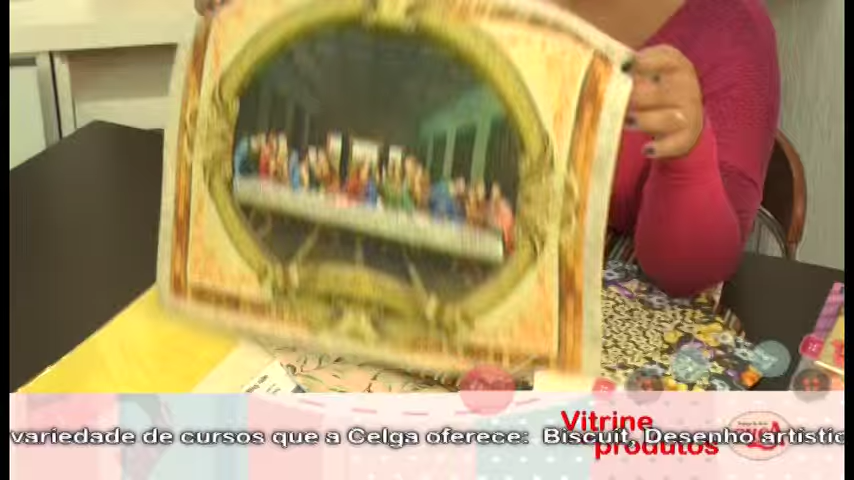 Vitrine
variedade de cursos que a Celga oferece: Biscuit, Desenho artístic
produtos